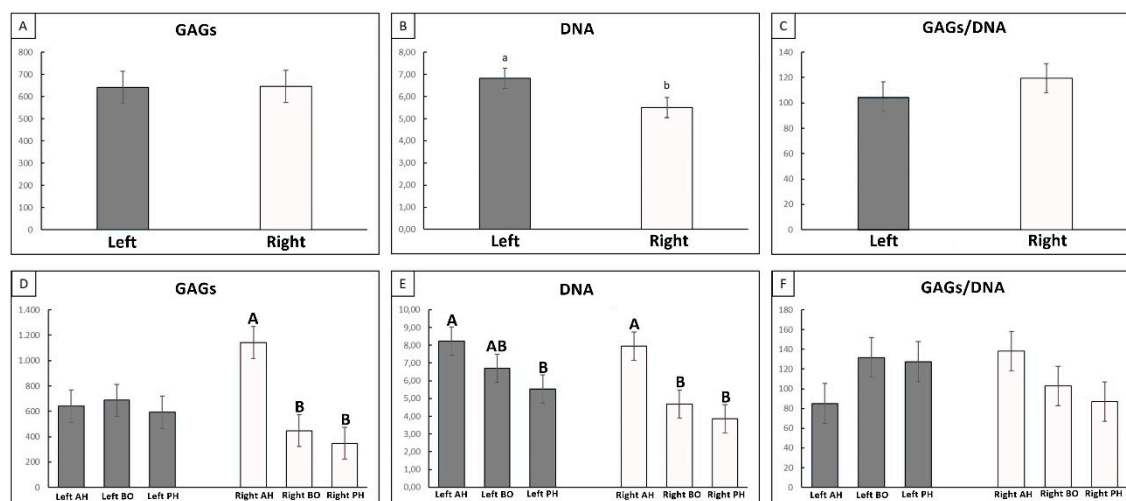 A
GAGs
800
700
600
500
400
300
200
100
0
Left
Right
B
DNA
8,00
7,00
6,00
5,00
4,00
3,00
2,00
1,00
0,00
a
b
Left
Right
C
GAGs/DNA
140
120
100
80
60
40
20
0
Left
Right
D
GAGs
1.400
1.200
1.000
800
600
400
200
0
A
B
B
Left AH Left BO Left PH Right AH Right BO Right PH
E
DNA
10,00
9,00
8,00
7,00
6,00
5,00
4,00
3,00
2,00
1,00
0,00
A
AB
B
A
B
B
Left AH Left BO Left PH Right AH Right BO Right PH
F
GAGs/DNA
180
160
140
120
100
80
60
40
20
0
Left AH Left BO Left PH Right AH Right BO Right PH